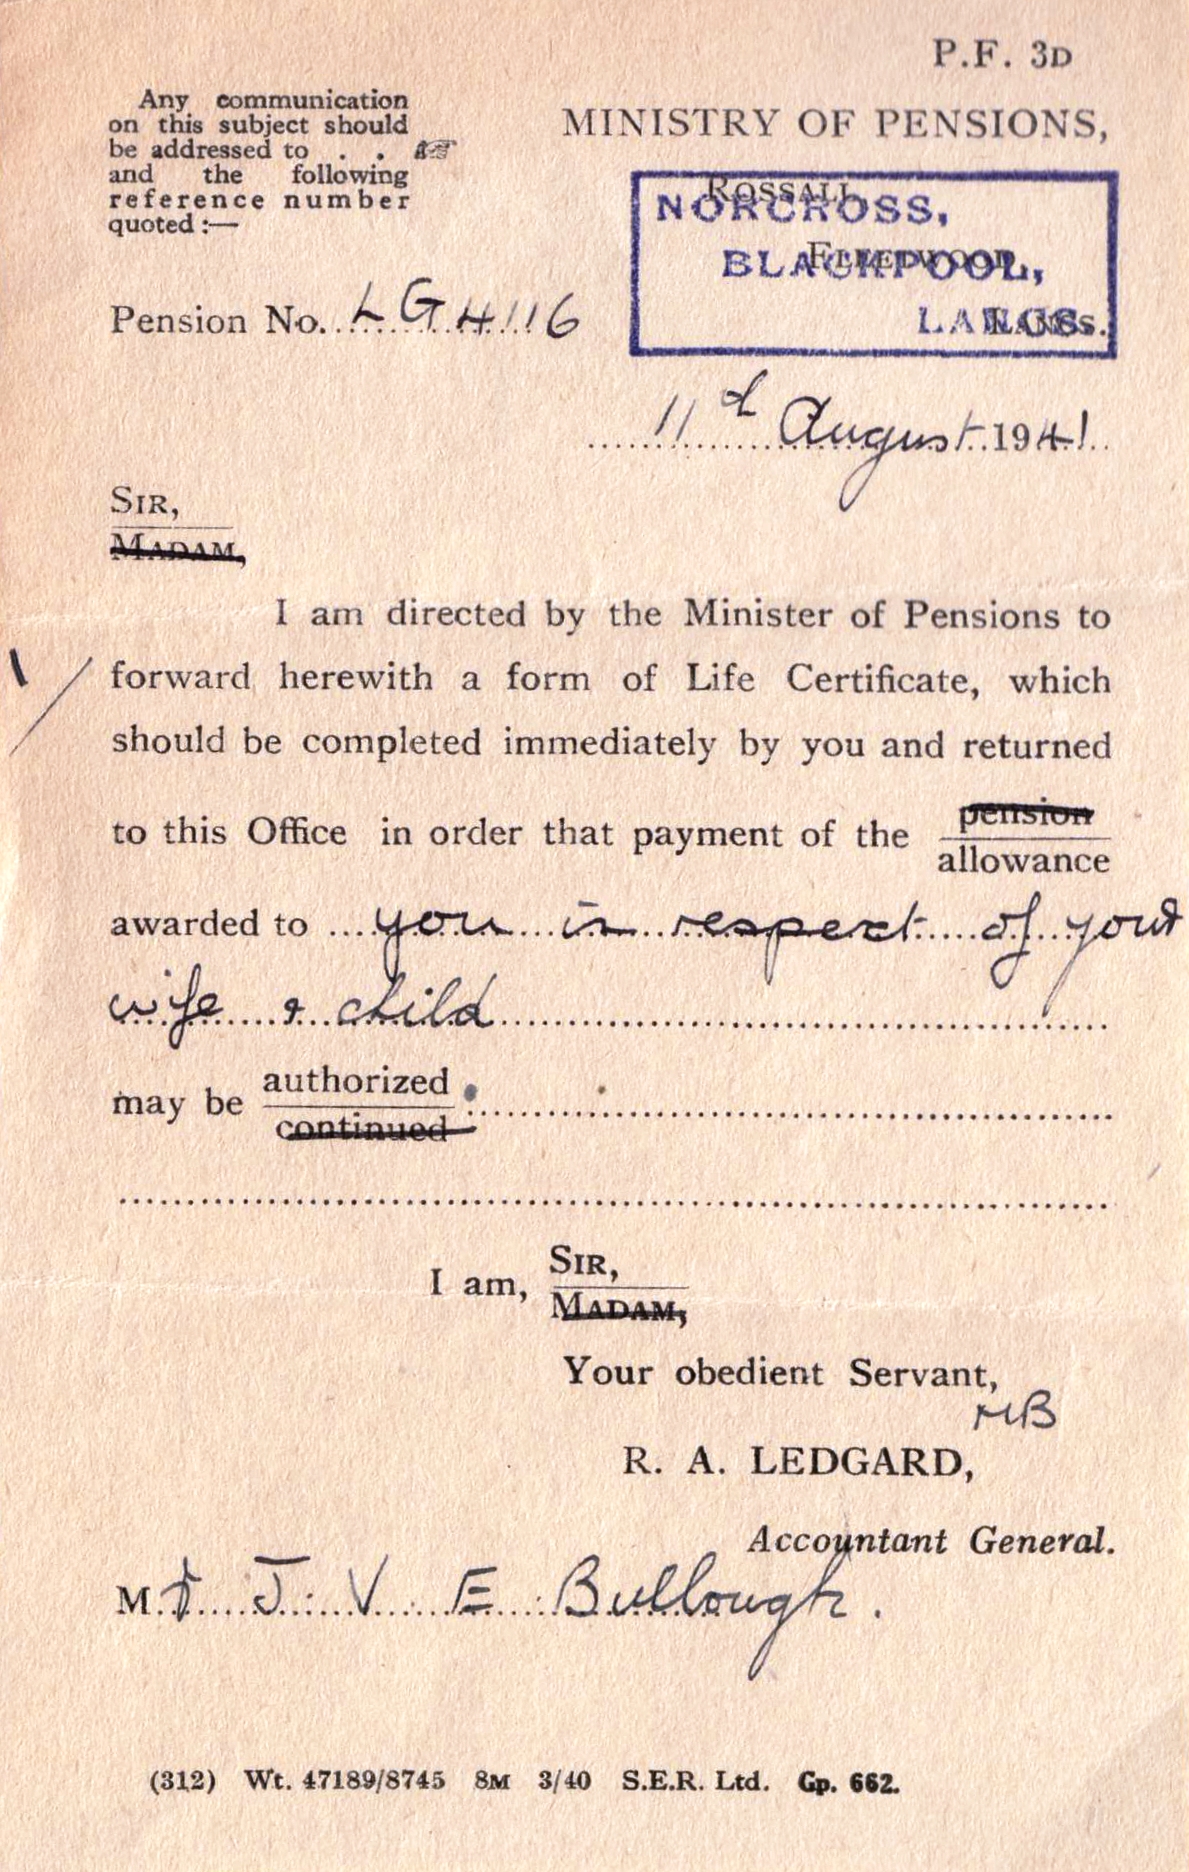 P.F. 3D
Any communication
on this subject should
be addressed to . . ☞
and the following
reference number
quoted :—
MINISTRY OF PENSIONS,
ROSSALL
FLEETWOOD,
LANCS.
NORCROSS,
BLACKPOOL,
LANCS.
Pension No. LG 4116
11th August 1941
SIR,
MADAM,
I am directed by the Minister of Pensions to
forward herewith a form of Life Certificate, which
should be completed immediately by you and returned
to this Office in order that payment of the pension
allowance
awarded to you in respect of your
wife & child
may be authorized
continued
I am, SIR,
MADAM,
Your obedient Servant,
MB
R. A. LEDGARD,
Accountant General.
Mr J. V. E. Bullough.
(312) Wt. 47189/8745 8M 3/40 S.E.R. Ltd. Gp. 662.